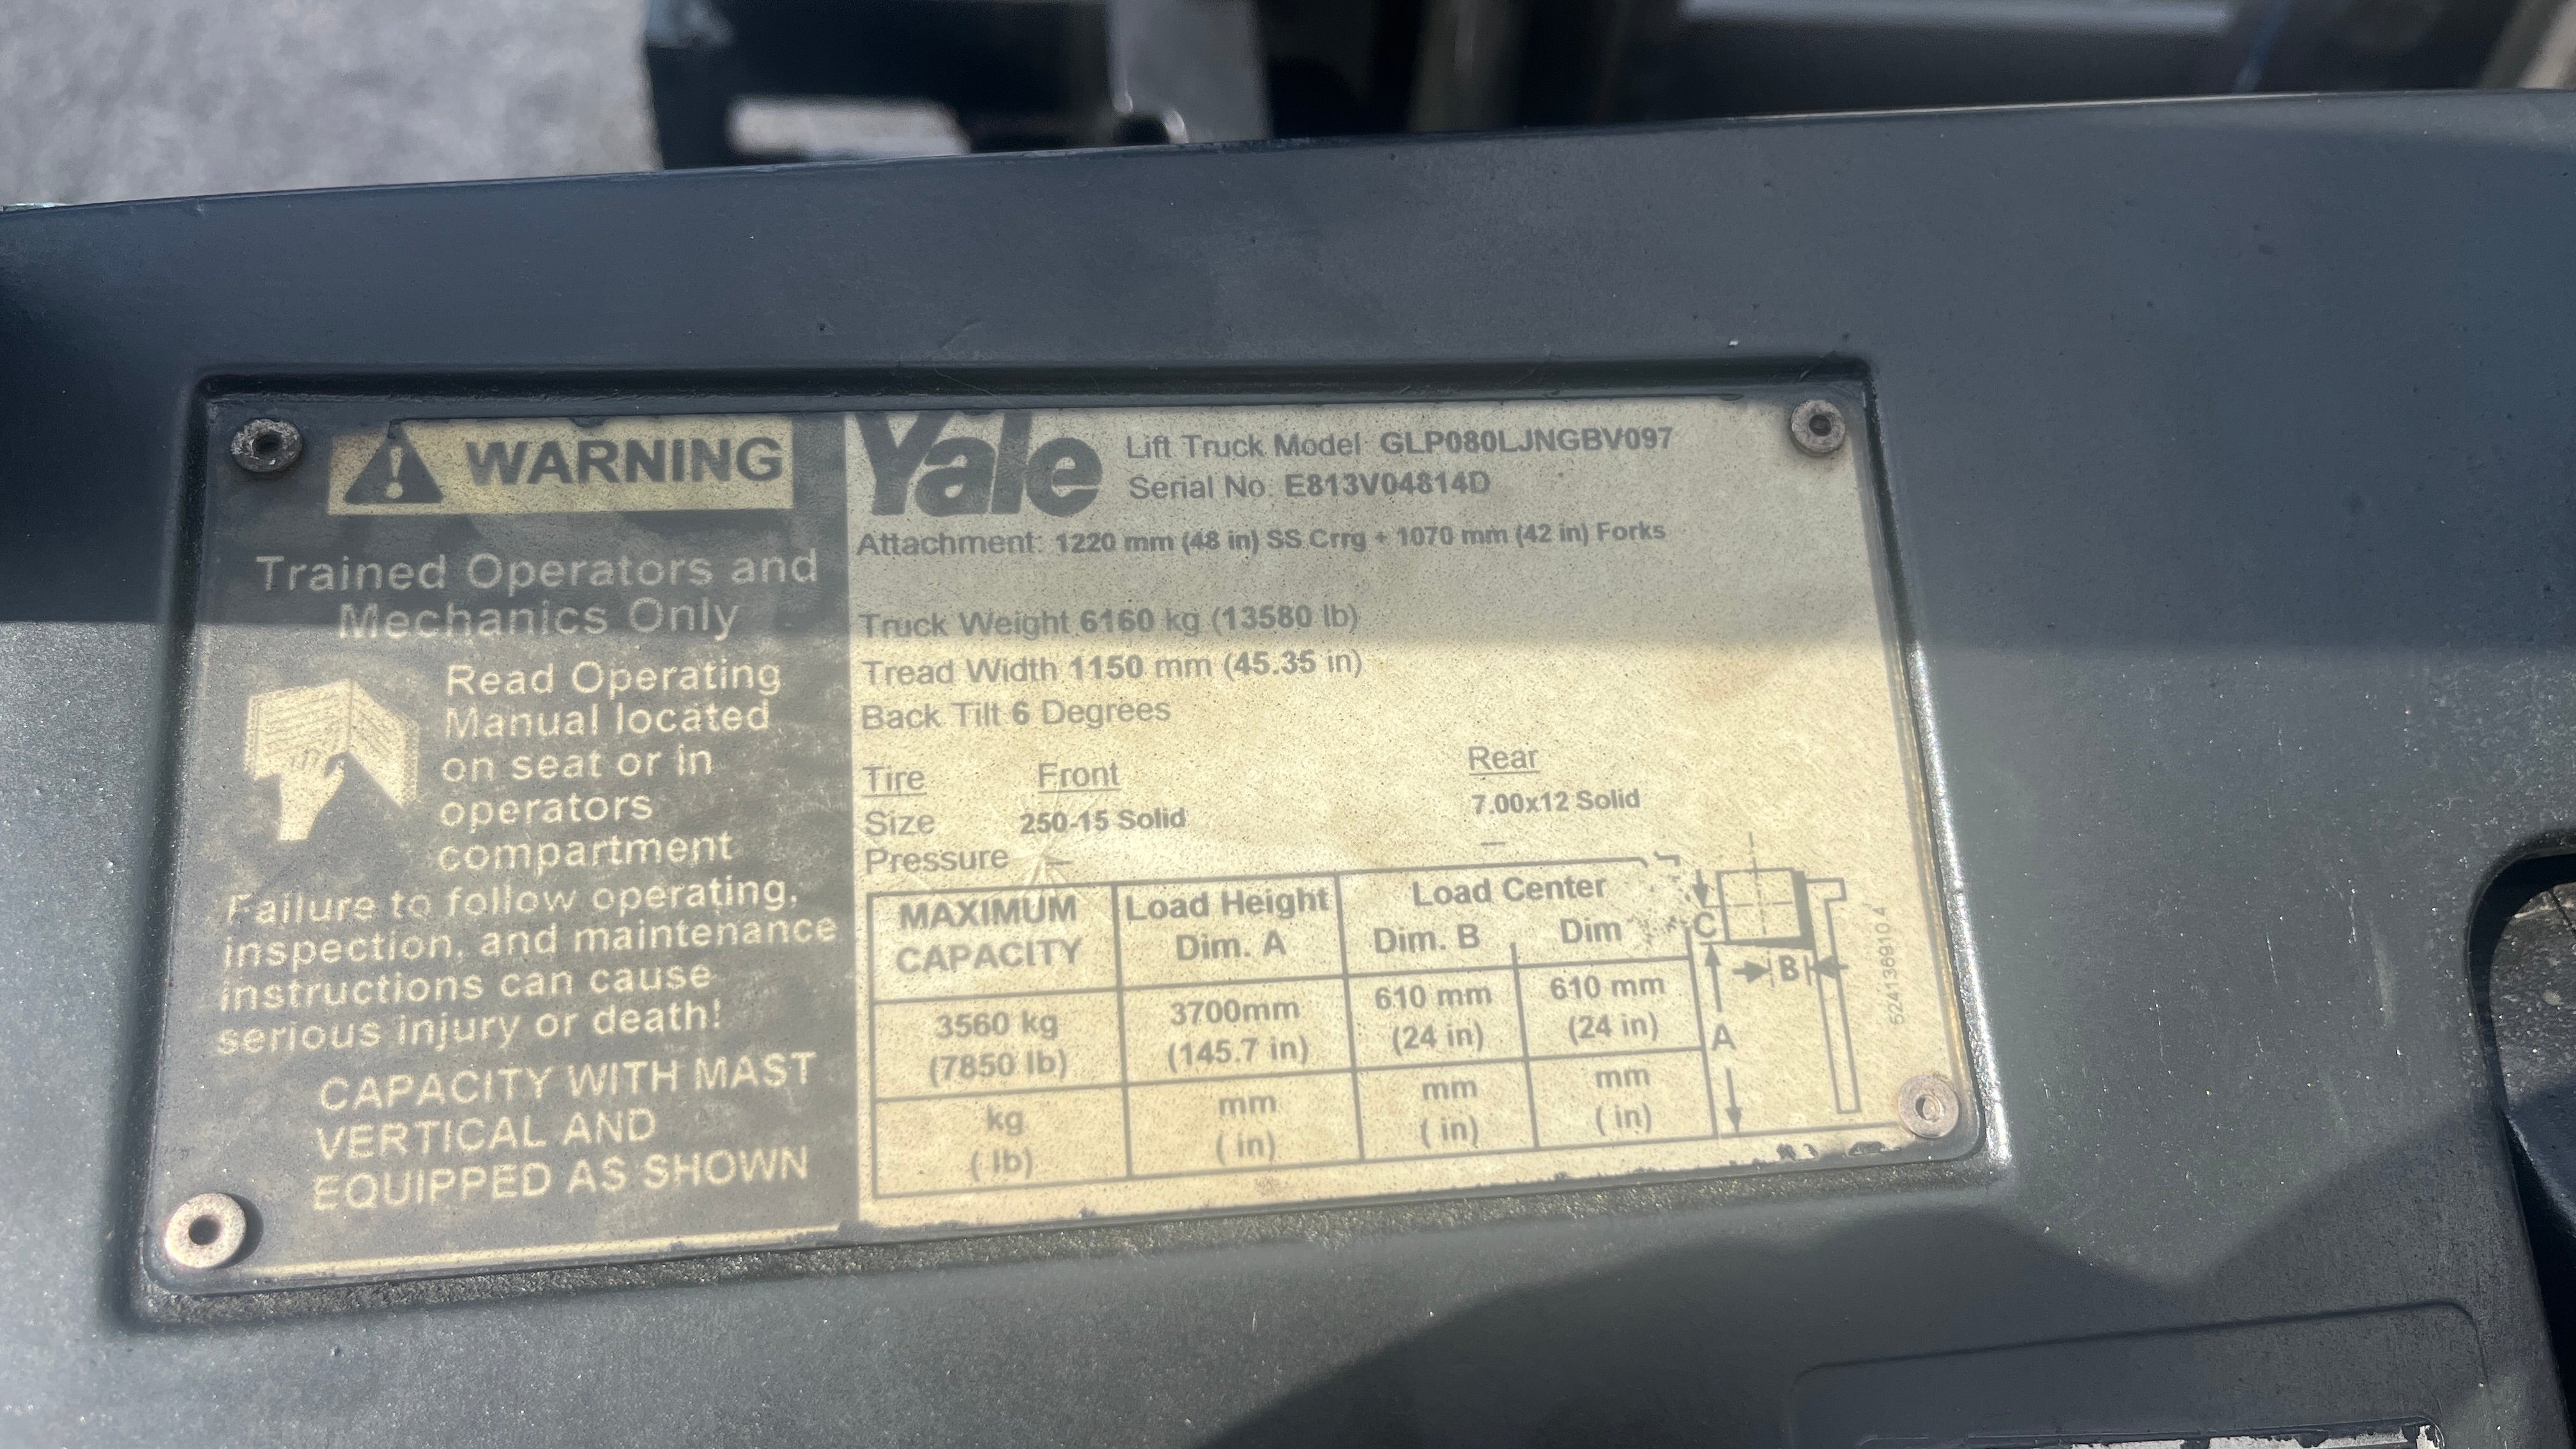 WARNING
Trained Operators and
Mechanics Only
Read Operating
Manual located
on seat or in
operators
compartment
Failure to follow operating,
inspection, and maintenance
instructions can cause
serious injury or death!
CAPACITY WITH MAST
VERTICAL AND
EQUIPPED AS SHOWN
Yale
Lift Truck Model GLP080LJNGBV097
Serial No. E813V04814D
Attachment: 1220 mm (48 in) SS Crrg + 1070 mm (42 in) Forks
Truck Weight 6160 kg (13580 lb)
Tread Width 1150 mm (45.35 in)
Back Tilt 6 Degrees
Tire Front Rear
Size 250-15 Solid 7.00x12 Solid
Pressure — —
MAXIMUM CAPACITY
Load Height Dim. A
Load Center
Dim. B Dim
3560 kg 3700mm 610 mm 610 mm
(7850 lb) (145.7 in) (24 in) (24 in)
kg mm mm mm
( lb) ( in) ( in) ( in)
C
B
A